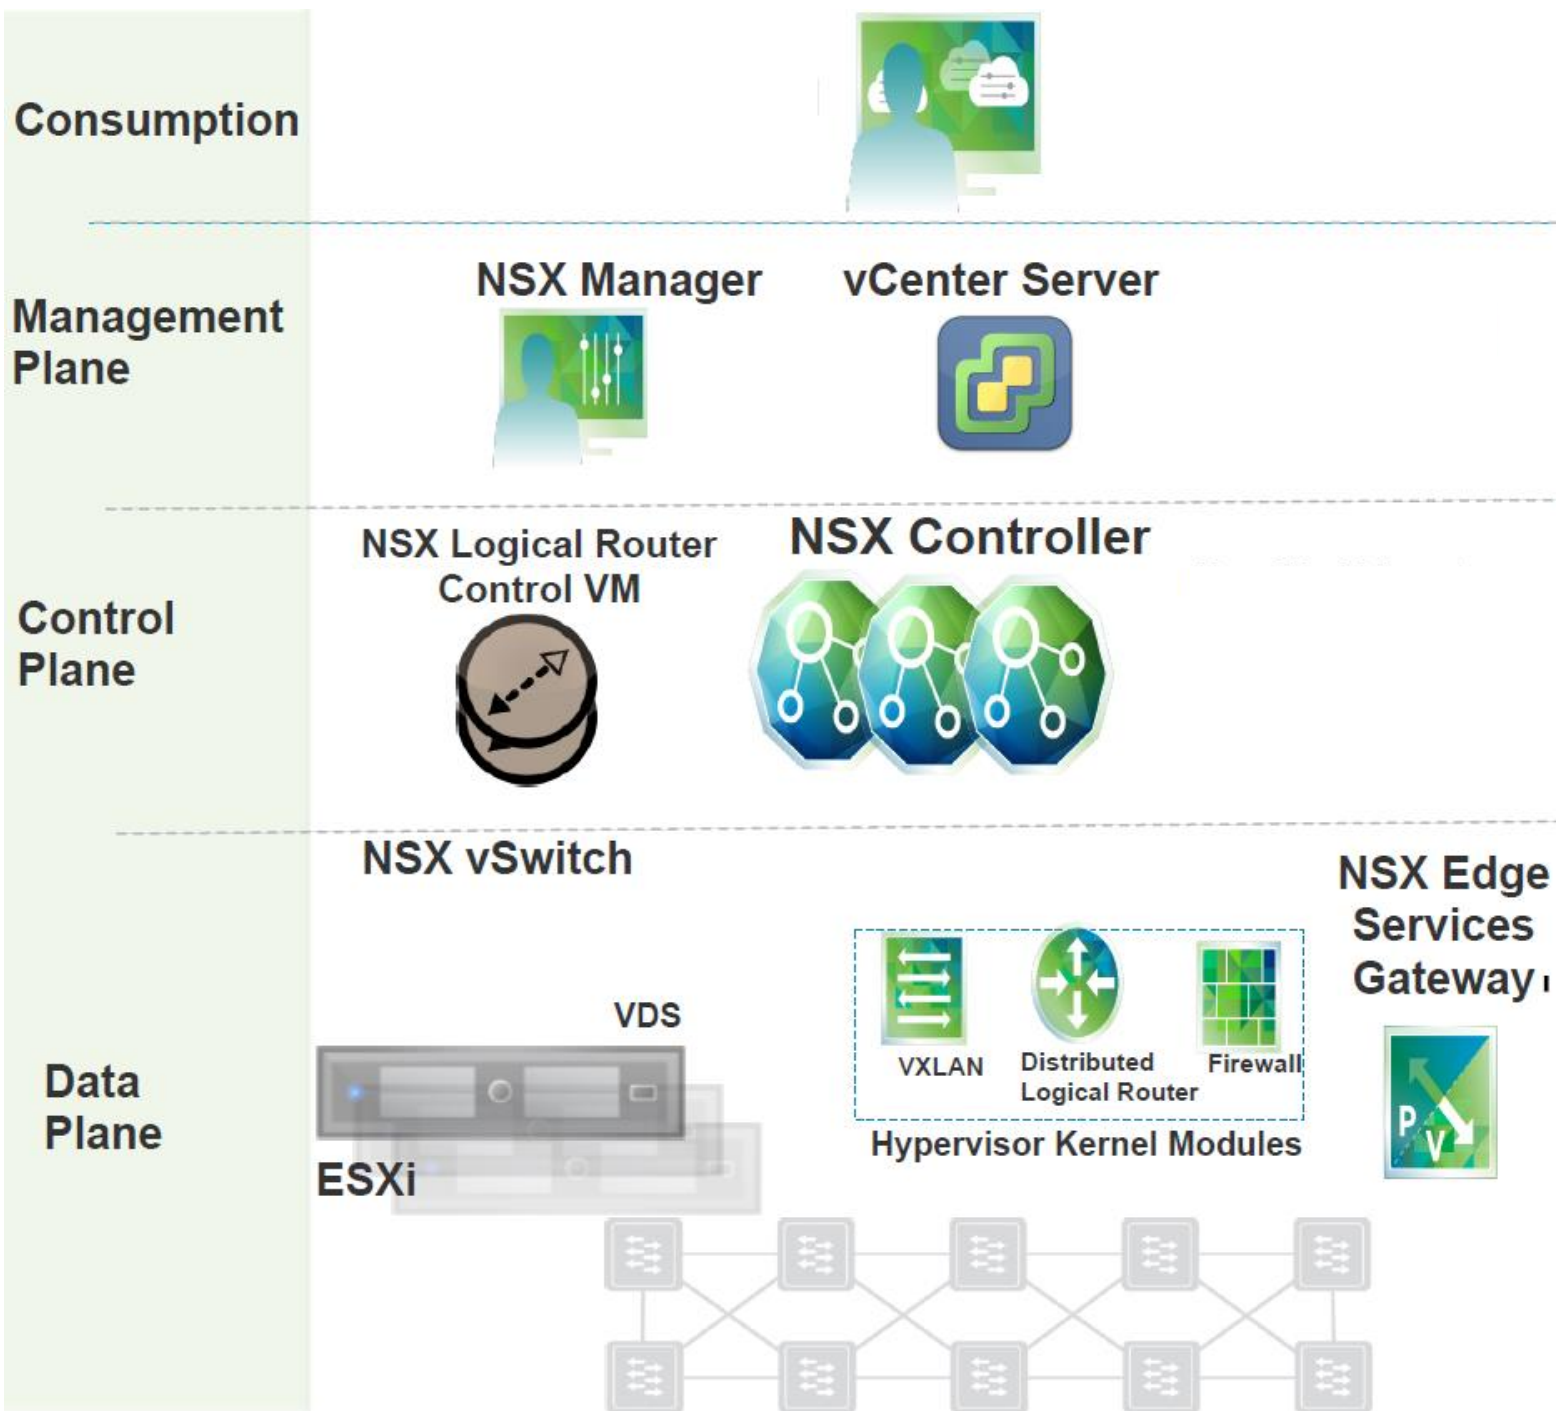 Consumption
Management
Plane
NSX Manager
vCenter Server
Control
Plane
NSX Logical Router
Control VM
NSX Controller
Data
Plane
NSX vSwitch
VDS
ESXi
VXLAN
Distributed
Logical Router
Firewall
Hypervisor Kernel Modules
NSX Edge
Services
Gateway
P
V